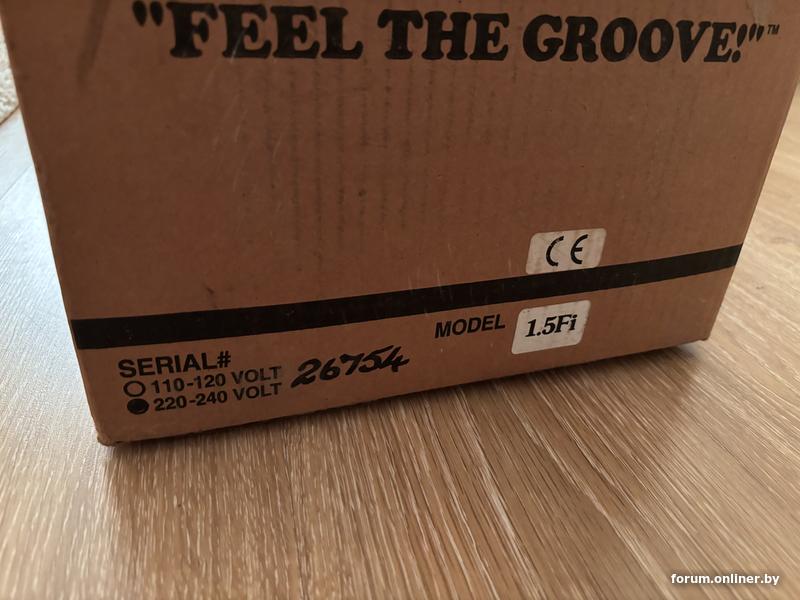 "FEEL THE GROOVE!"™
CE
MODEL 1.5Fi
SERIAL# 26754
110-120 VOLT
220-240 VOLT
forum.onliner.by